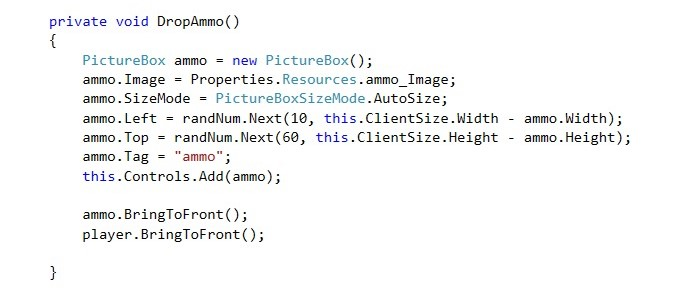 private void DropAmmo()
{
PictureBox ammo = new PictureBox();
ammo.Image = Properties.Resources.ammo_Image;
ammo.SizeMode = PictureBoxSizeMode.AutoSize;
ammo.Left = randNum.Next(10, this.ClientSize.Width - ammo.Width);
ammo.Top = randNum.Next(60, this.ClientSize.Height - ammo.Height);
ammo.Tag = "ammo";
this.Controls.Add(ammo);
ammo.BringToFront();
player.BringToFront();
}